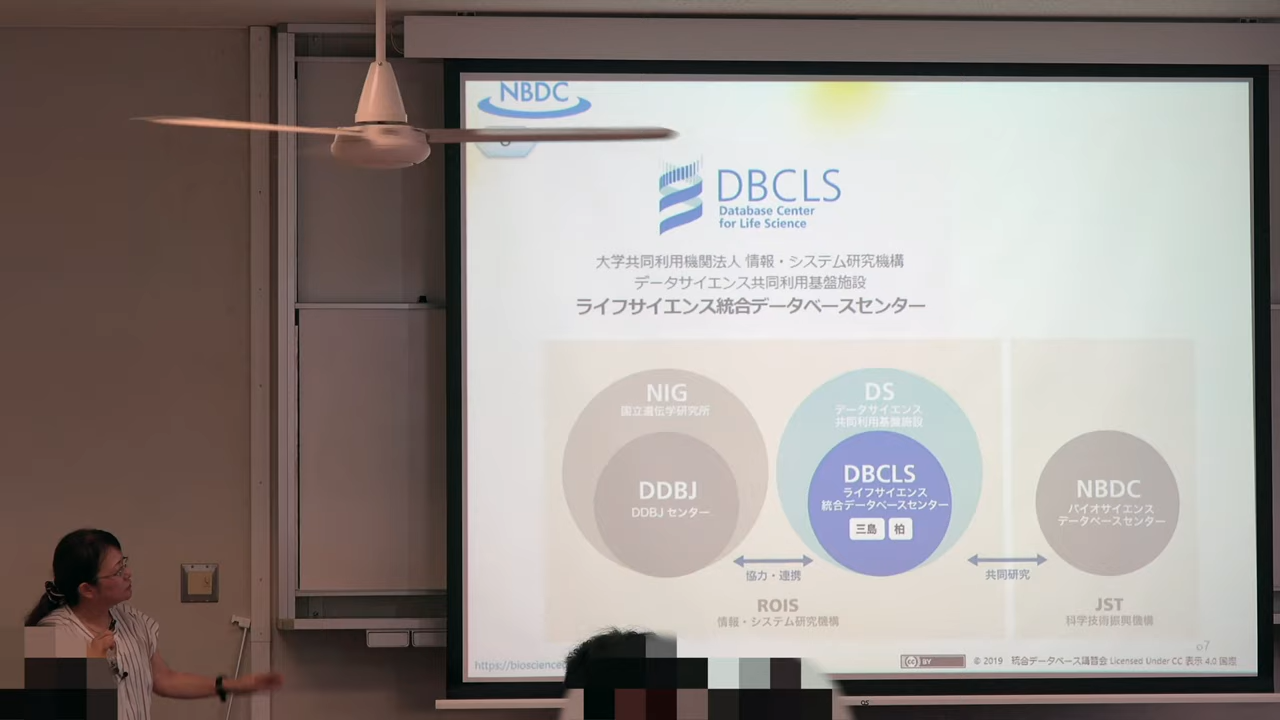 NBDC
DBCLS
Database Center
for Life Science
大学共同利用機関法人 情報・システム研究機構
データサイエンス共同利用基盤施設
ライフサイエンス統合データベースセンター
NIG
国立遺伝学研究所
DDBJ
DDBJ センター
DS
データサイエンス
共同利用基盤施設
DBCLS
ライフサイエンス
統合データベースセンター
三島 柏
NBDC
バイオサイエンス
データベースセンター
協力・連携
共同研究
ROIS
情報・システム研究機構
JST
科学技術振興機構
https://bioscience
cc BY
© 2019 統合データベース講習会 Licensed Under CC 表示 4.0 国際